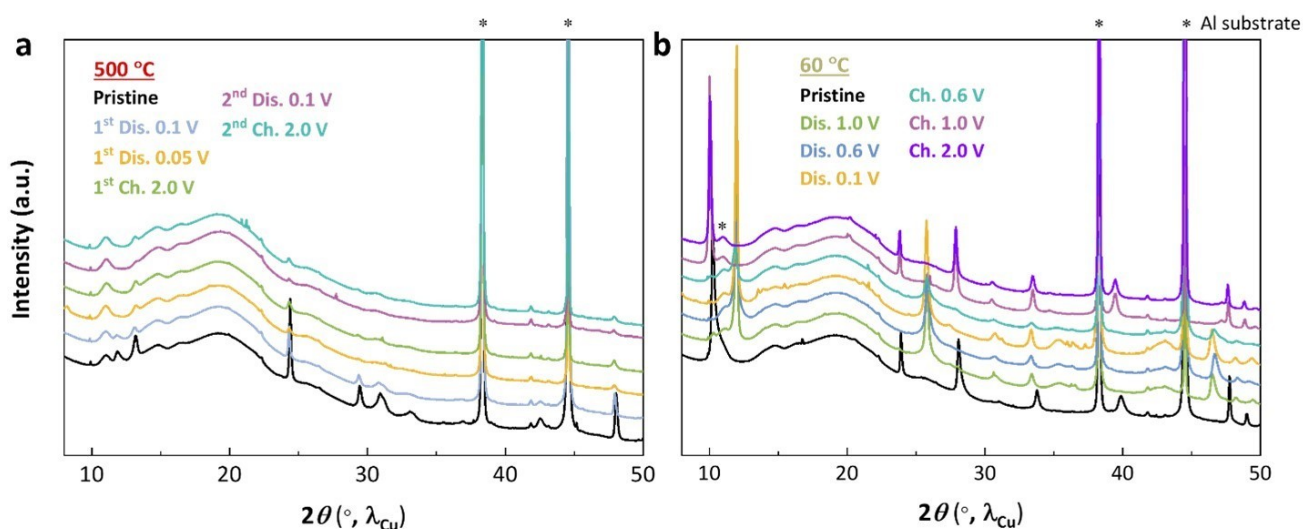 * * * * Al substrate
a b
500 °C
Pristine 2nd Dis. 0.1 V
1st Dis. 0.1 V 2nd Ch. 2.0 V
1st Dis. 0.05 V
1st Ch. 2.0 V
60 °C
Pristine Ch. 0.6 V
Dis. 1.0 V Ch. 1.0 V
Dis. 0.6 V Ch. 2.0 V
Dis. 0.1 V
*
Intensity (a.u.)
10 20 30 40 50
10 20 30 40 50
2θ (°, λCu)
2θ (°, λCu)